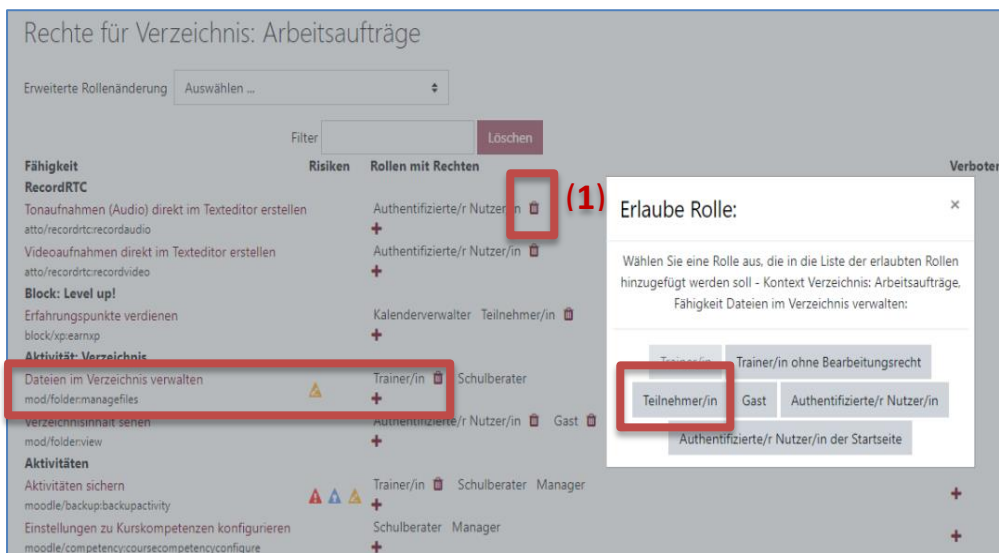 Rechte für Verzeichnis: Arbeitsaufträge
Erweiterte Rollenänderung Auswählen ...
Filter Löschen
Fähigkeit Risiken Rollen mit Rechten Verboten
RecordRTC
Tonaufnahmen (Audio) direkt im Texteditor erstellen Authentifizierte/r Nutzer/in (1)
atto/recordrtc:recordaudio
Videoaufnahmen direkt im Texteditor erstellen Authentifizierte/r Nutzer/in
atto/recordrtc:recordvideo
Block: Level up!
Erfahrungspunkte verdienen Kalenderverwalter Teilnehmer/in
block/xp:earnxp
Aktivität: Verzeichnis
Dateien im Verzeichnis verwalten Trainer/in Schulberater
mod/folder:managefiles
Verzeichnisinhalt sehen Authentifizierte/r Nutzer/in Gast
mod/folder:view
Aktivitäten
Aktivitäten sichern Trainer/in Schulberater Manager
moodle/backup:backupactivity
Einstellungen zu Kurskompetenzen konfigurieren Schulberater Manager
moodle/competency:coursecompetencyconfigure
Erlaube Rolle: ×
Wählen Sie eine Rolle aus, die in die Liste der erlaubten Rollen
hinzugefügt werden soll - Kontext Verzeichnis: Arbeitsaufträge,
Fähigkeit Dateien im Verzeichnis verwalten:
Trainer/in Trainer/in ohne Bearbeitungsrecht
Teilnehmer/in Gast Authentifizierte/r Nutzer/in
Authentifizierte/r Nutzer/in der Startseite